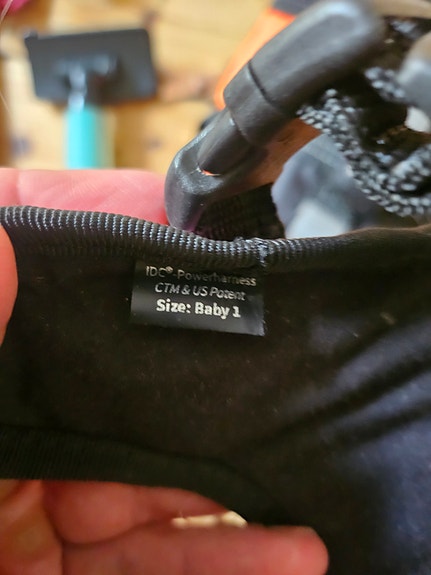 IDC®-Powerharness
CTM & US Patent
Size: Baby 1